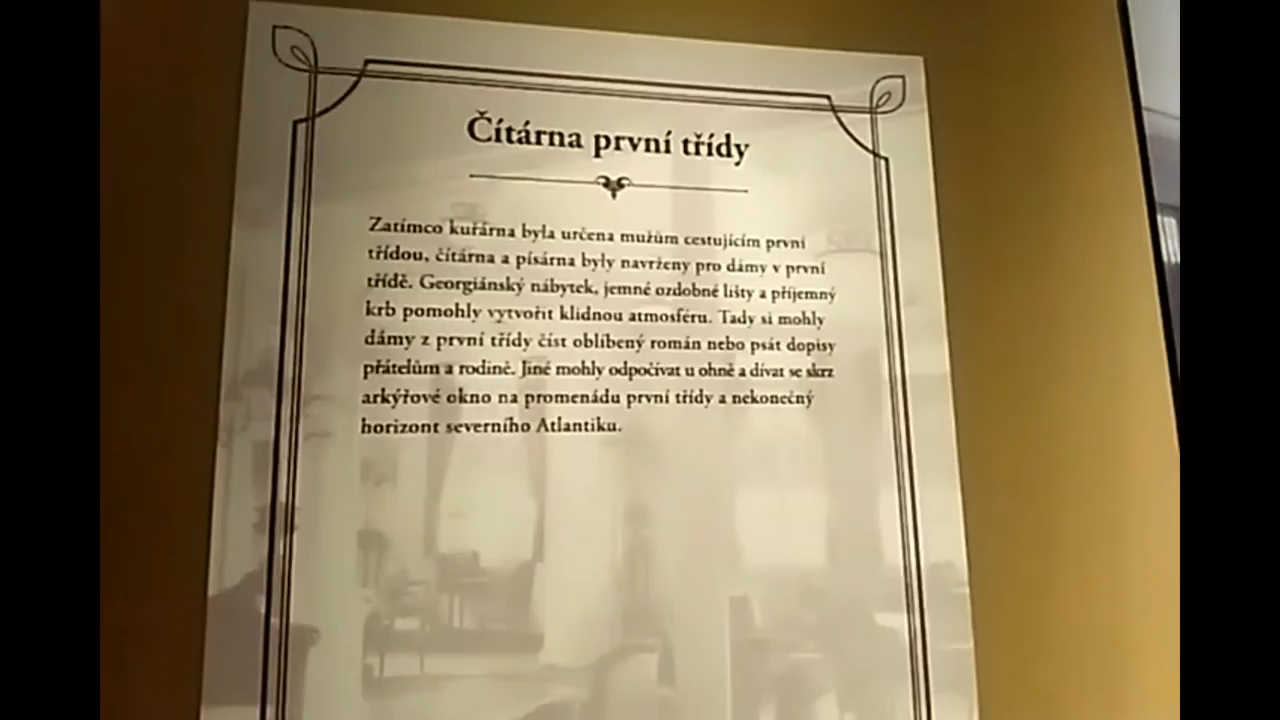 Čítárna první třídy
Zatímco kuřárna byla určena mužům cestujícím první
třídou, čítárna a písárna byly navrženy pro dámy v první
třídě. Georgiánský nábytek, jemné ozdobné lišty a příjemný
krb pomohly vytvořit klidnou atmosféru. Tady si mohly
dámy z první třídy číst oblíbený román nebo psát dopisy
přátelům a rodině. Jiné mohly odpočívat u ohně a dívat se skrz
arkýřové okno na promenádu první třídy a nekonečný
horizont severního Atlantiku.